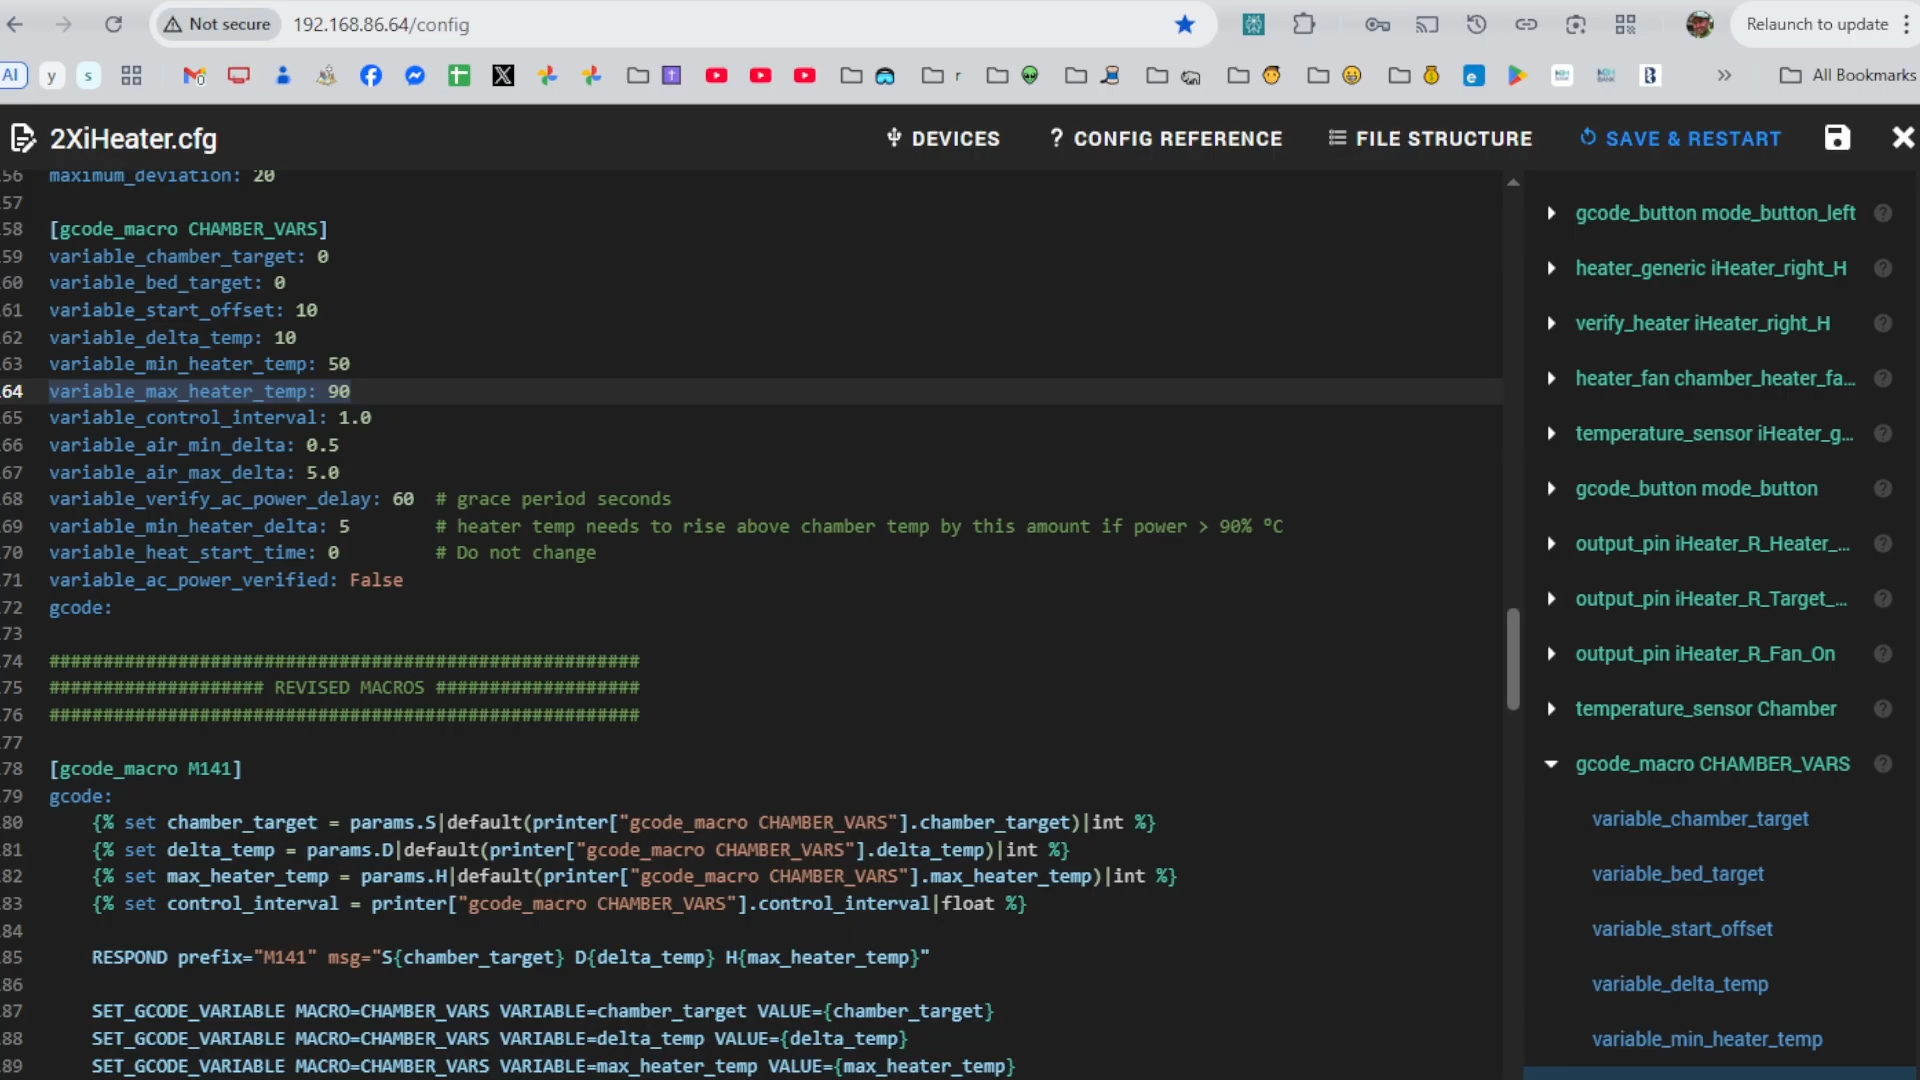 Not secure 192.168.86.64/config Relaunch to update
AI y s r All Bookmarks
2XiHeater.cfg DEVICES ? CONFIG REFERENCE FILE STRUCTURE SAVE & RESTART
56 maximum_deviation: 20
57
58 [gcode_macro CHAMBER_VARS]
59 variable_chamber_target: 0
60 variable_bed_target: 0
61 variable_start_offset: 10
62 variable_delta_temp: 10
63 variable_min_heater_temp: 50
64 variable_max_heater_temp: 90
65 variable_control_interval: 1.0
66 variable_air_min_delta: 0.5
67 variable_air_max_delta: 5.0
68 variable_verify_ac_power_delay: 60 # grace period seconds
69 variable_min_heater_delta: 5 # heater temp needs to rise above chamber temp by this amount if power > 90% ºC
70 variable_heat_start_time: 0 # Do not change
71 variable_ac_power_verified: False
72 gcode:
73
74 #######################################################
75 #################### REVISED MACROS ###################
76 #######################################################
77
78 [gcode_macro M141]
79 gcode:
80 {% set chamber_target = params.S|default(printer["gcode_macro CHAMBER_VARS"].chamber_target)|int %}
81 {% set delta_temp = params.D|default(printer["gcode_macro CHAMBER_VARS"].delta_temp)|int %}
82 {% set max_heater_temp = params.H|default(printer["gcode_macro CHAMBER_VARS"].max_heater_temp)|int %}
83 {% set control_interval = printer["gcode_macro CHAMBER_VARS"].control_interval|float %}
84
85 RESPOND prefix="M141" msg="S{chamber_target} D{delta_temp} H{max_heater_temp}"
86
87 SET_GCODE_VARIABLE MACRO=CHAMBER_VARS VARIABLE=chamber_target VALUE={chamber_target}
88 SET_GCODE_VARIABLE MACRO=CHAMBER_VARS VARIABLE=delta_temp VALUE={delta_temp}
89 SET_GCODE_VARIABLE MACRO=CHAMBER_VARS VARIABLE=max_heater_temp VALUE={max_heater_temp}
gcode_button mode_button_left
heater_generic iHeater_right_H
verify_heater iHeater_right_H
heater_fan chamber_heater_fa...
temperature_sensor iHeater_g...
gcode_button mode_button
output_pin iHeater_R_Heater_...
output_pin iHeater_R_Target_...
output_pin iHeater_R_Fan_On
temperature_sensor Chamber
gcode_macro CHAMBER_VARS
variable_chamber_target
variable_bed_target
variable_start_offset
variable_delta_temp
variable_min_heater_temp